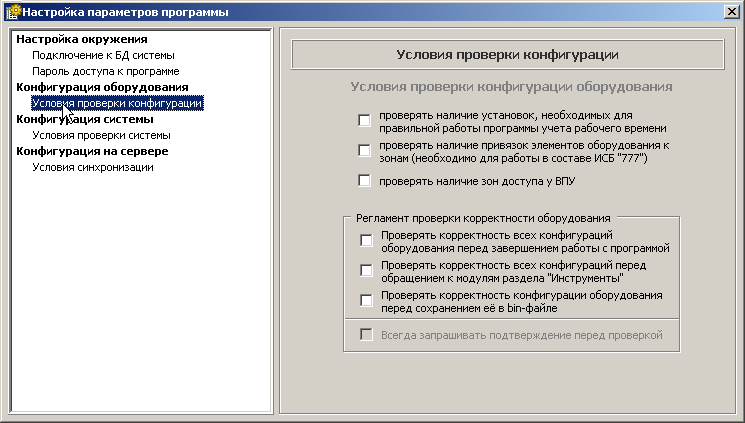 Настройка параметров программы
Настройка окружения
Подключение к БД системы
Пароль доступа к программе
Конфигурация оборудования
Условия проверки конфигурации
Конфигурация системы
Условия проверки системы
Конфигурация на сервере
Условия синхронизации
Условия проверки конфигурации
Условия проверки конфигурации оборудования
проверять наличие установок, необходимых для
правильной работы программы учета рабочего времени
проверять наличие привязок элементов оборудования к
зонам (необходимо для работы в составе ИСБ "777")
проверять наличие зон доступа у ВПУ
Регламент проверки корректности оборудования
Проверять корректность всех конфигураций
оборудования перед завершением работы с программой
Проверять корректность всех конфигураций перед
обращением к модулям раздела "Инструменты"
Проверять корректность конфигурации оборудования
перед сохранением её в bin-файле
Всегда запрашивать подтверждение перед проверкой